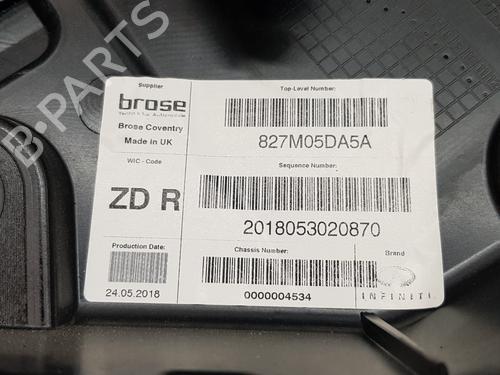 B-PARTS
Supplier
brose
Technik für Automobile
Brose Coventry
Made in UK
Top-Level Number:
827M05DA5A
WIC - Code
ZD R
Sequence Number:
2018053020870
Production Date:
24.05.2018
Chassis Number:
0000004534
Brand
INFINITI